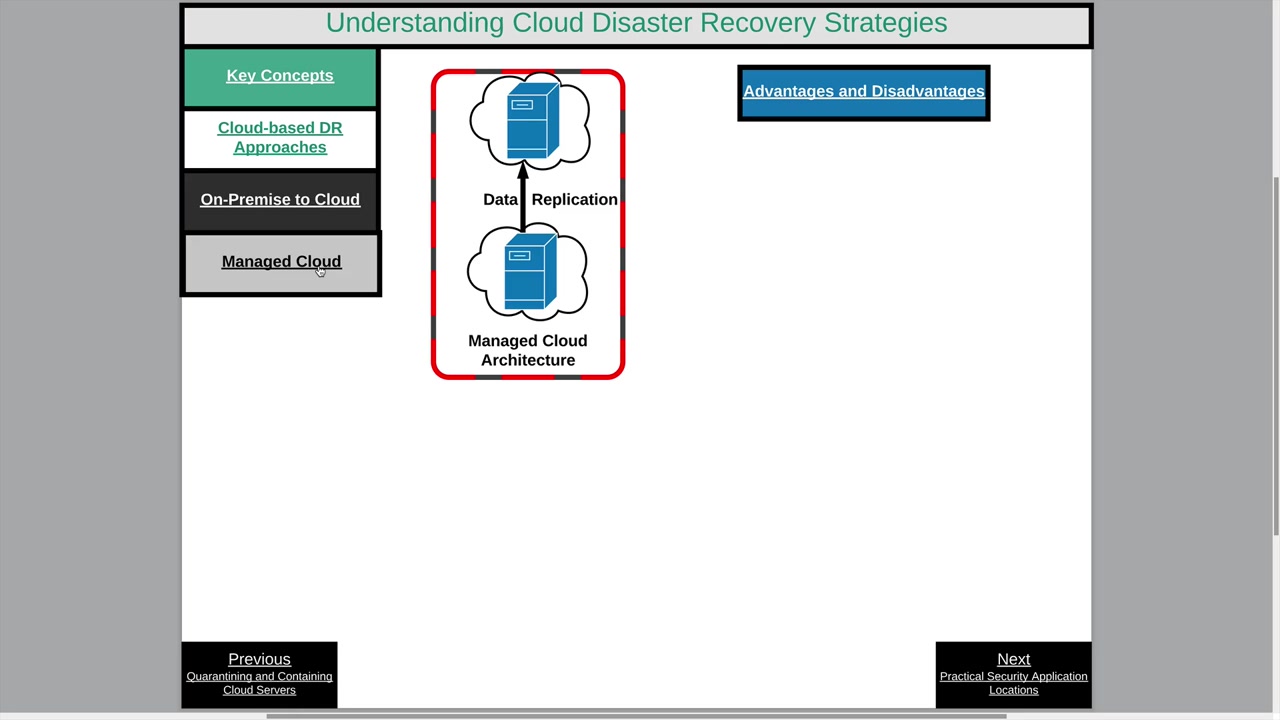 Understanding Cloud Disaster Recovery Strategies
Key Concepts
Cloud-based DR
Approaches
On-Premise to Cloud
Managed Cloud
Data Replication
Managed Cloud
Architecture
Advantages and Disadvantages
Previous
Quarantining and Containing
Cloud Servers
Next
Practical Security Application
Locations